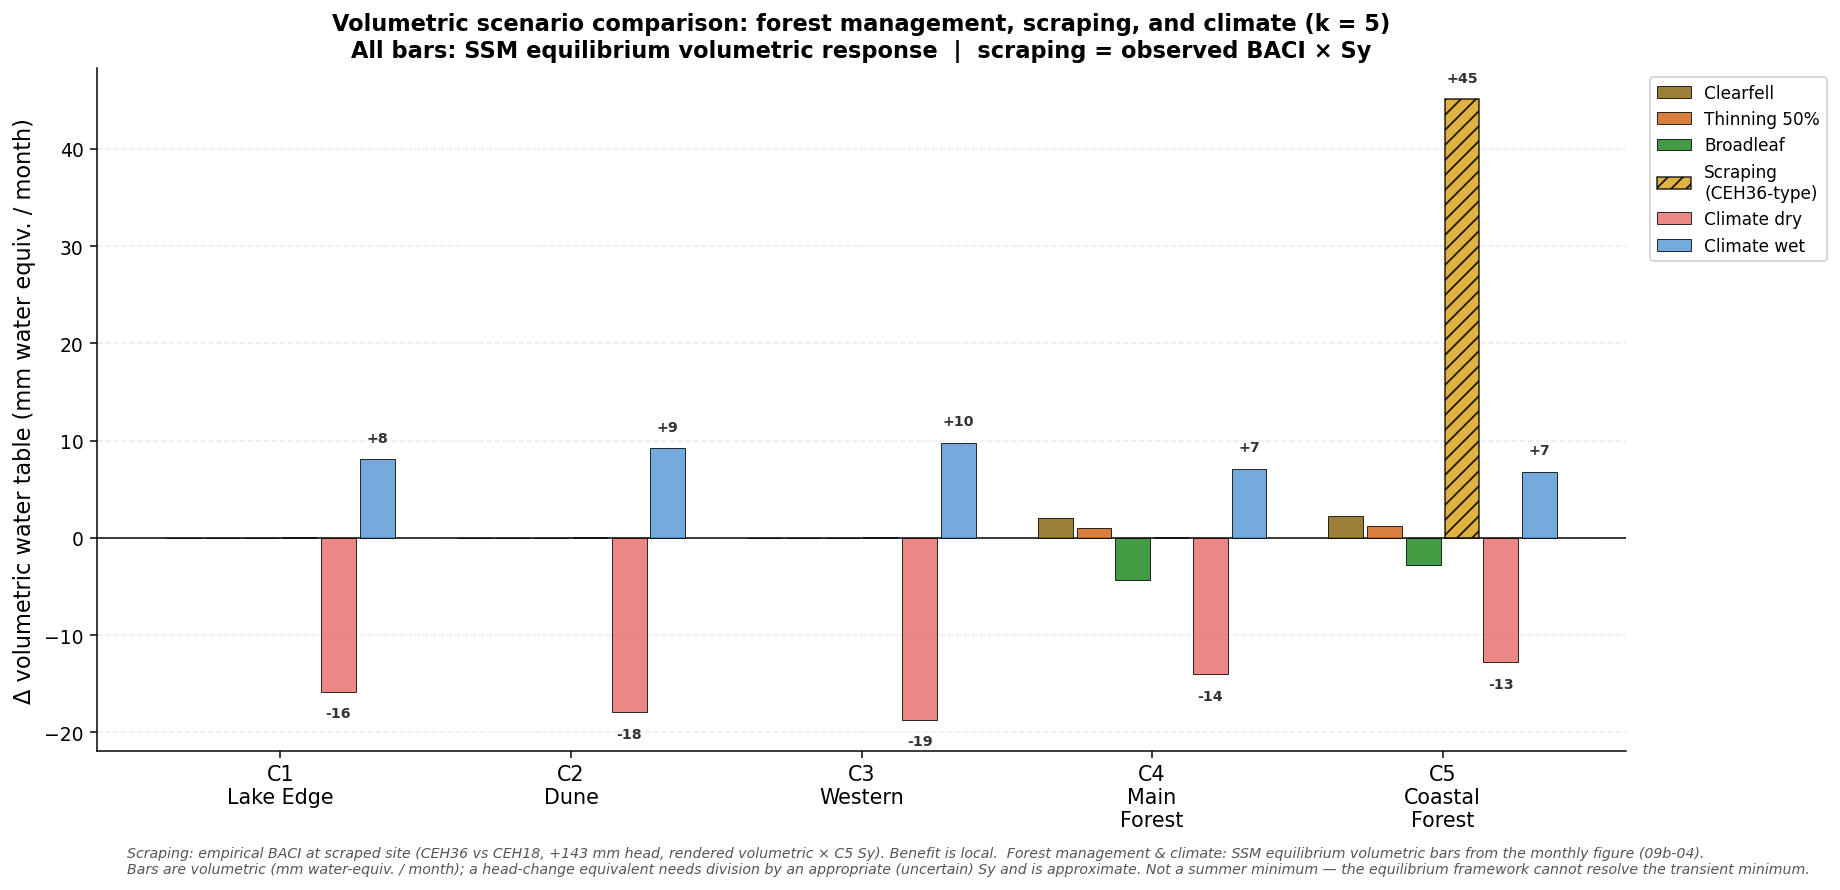 Volumetric scenario comparison: forest management, scraping, and climate (k = 5)
All bars: SSM equilibrium volumetric response | scraping = observed BACI × Sy
Δ volumetric water table (mm water equiv. / month)
40
30
20
10
0
−10
−20
+8
-16
+9
-18
+10
-19
+7
-14
+45
+7
-13
C1
Lake Edge
C2
Dune
C3
Western
C4
Main
Forest
C5
Coastal
Forest
Clearfell
Thinning 50%
Broadleaf
Scraping
(CEH36-type)
Climate dry
Climate wet
Scraping: empirical BACI at scraped site (CEH36 vs CEH18, +143 mm head, rendered volumetric × C5 Sy). Benefit is local. Forest management & climate: SSM equilibrium volumetric bars from the monthly figure (09b-04).
Bars are volumetric (mm water-equiv. / month); a head-change equivalent needs division by an appropriate (uncertain) Sy and is approximate. Not a summer minimum — the equilibrium framework cannot resolve the transient minimum.